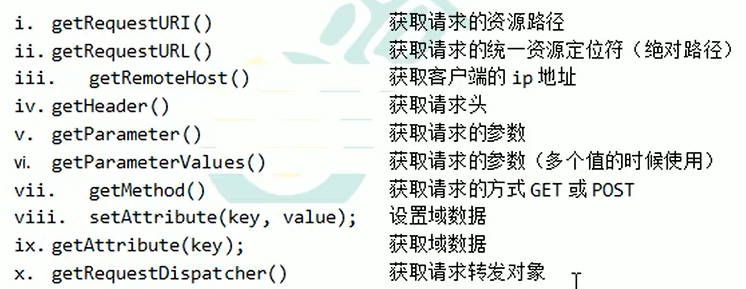 i. getRequestURI() 获取请求的资源路径
ii. getRequestURL() 获取请求的统一资源定位符（绝对路径）
iii. getRemoteHost() 获取客户端的 ip 地址
iv. getHeader() 获取请求头
v. getParameter() 获取请求的参数
vi. getParameterValues() 获取请求的参数（多个值的时候使用）
vii. getMethod() 获取请求的方式 GET 或 POST
viii. setAttribute(key, value); 设置域数据
ix. getAttribute(key); 获取域数据
x. getRequestDispatcher() 获取请求转发对象